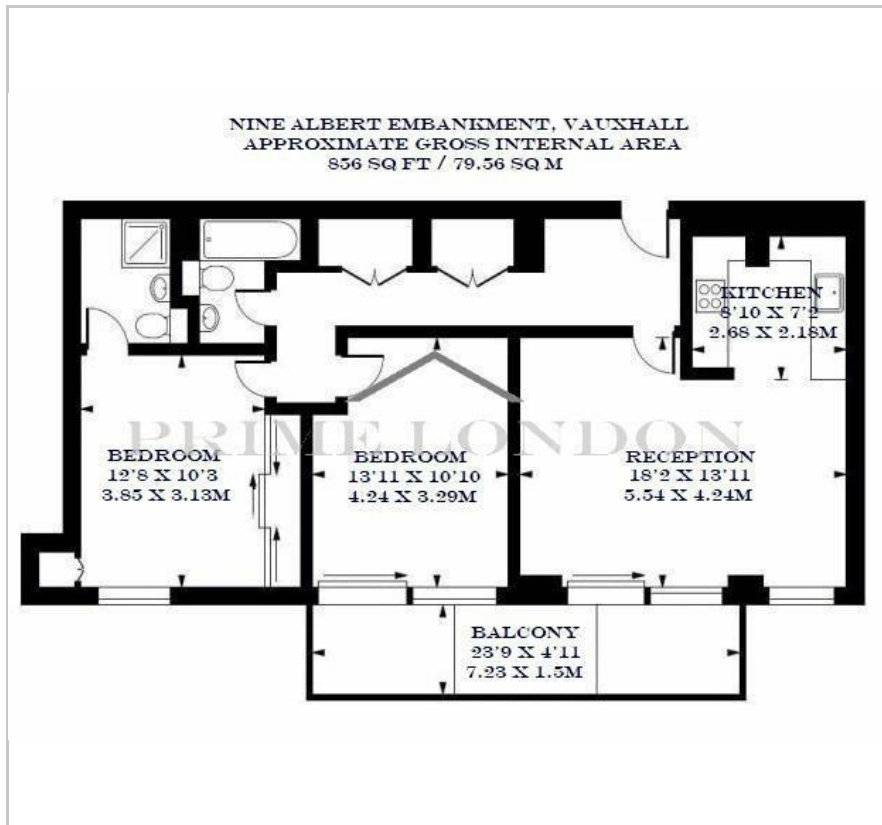 NINE ALBERT EMBANKMENT, VAUXHALL
APPROXIMATE GROSS INTERNAL AREA
856 SQ FT / 79.56 SQ M
KITCHEN
8'10 X 7'2
2.68 X 2.18M
PRIME LONDON
BEDROOM
12'8 X 10'3
3.85 X 3.13M
BEDROOM
13'11 X 10'10
4.24 X 3.29M
RECEPTION
18'2 X 13'11
5.54 X 4.24M
BALCONY
23'9 X 4'11
7.23 X 1.5M